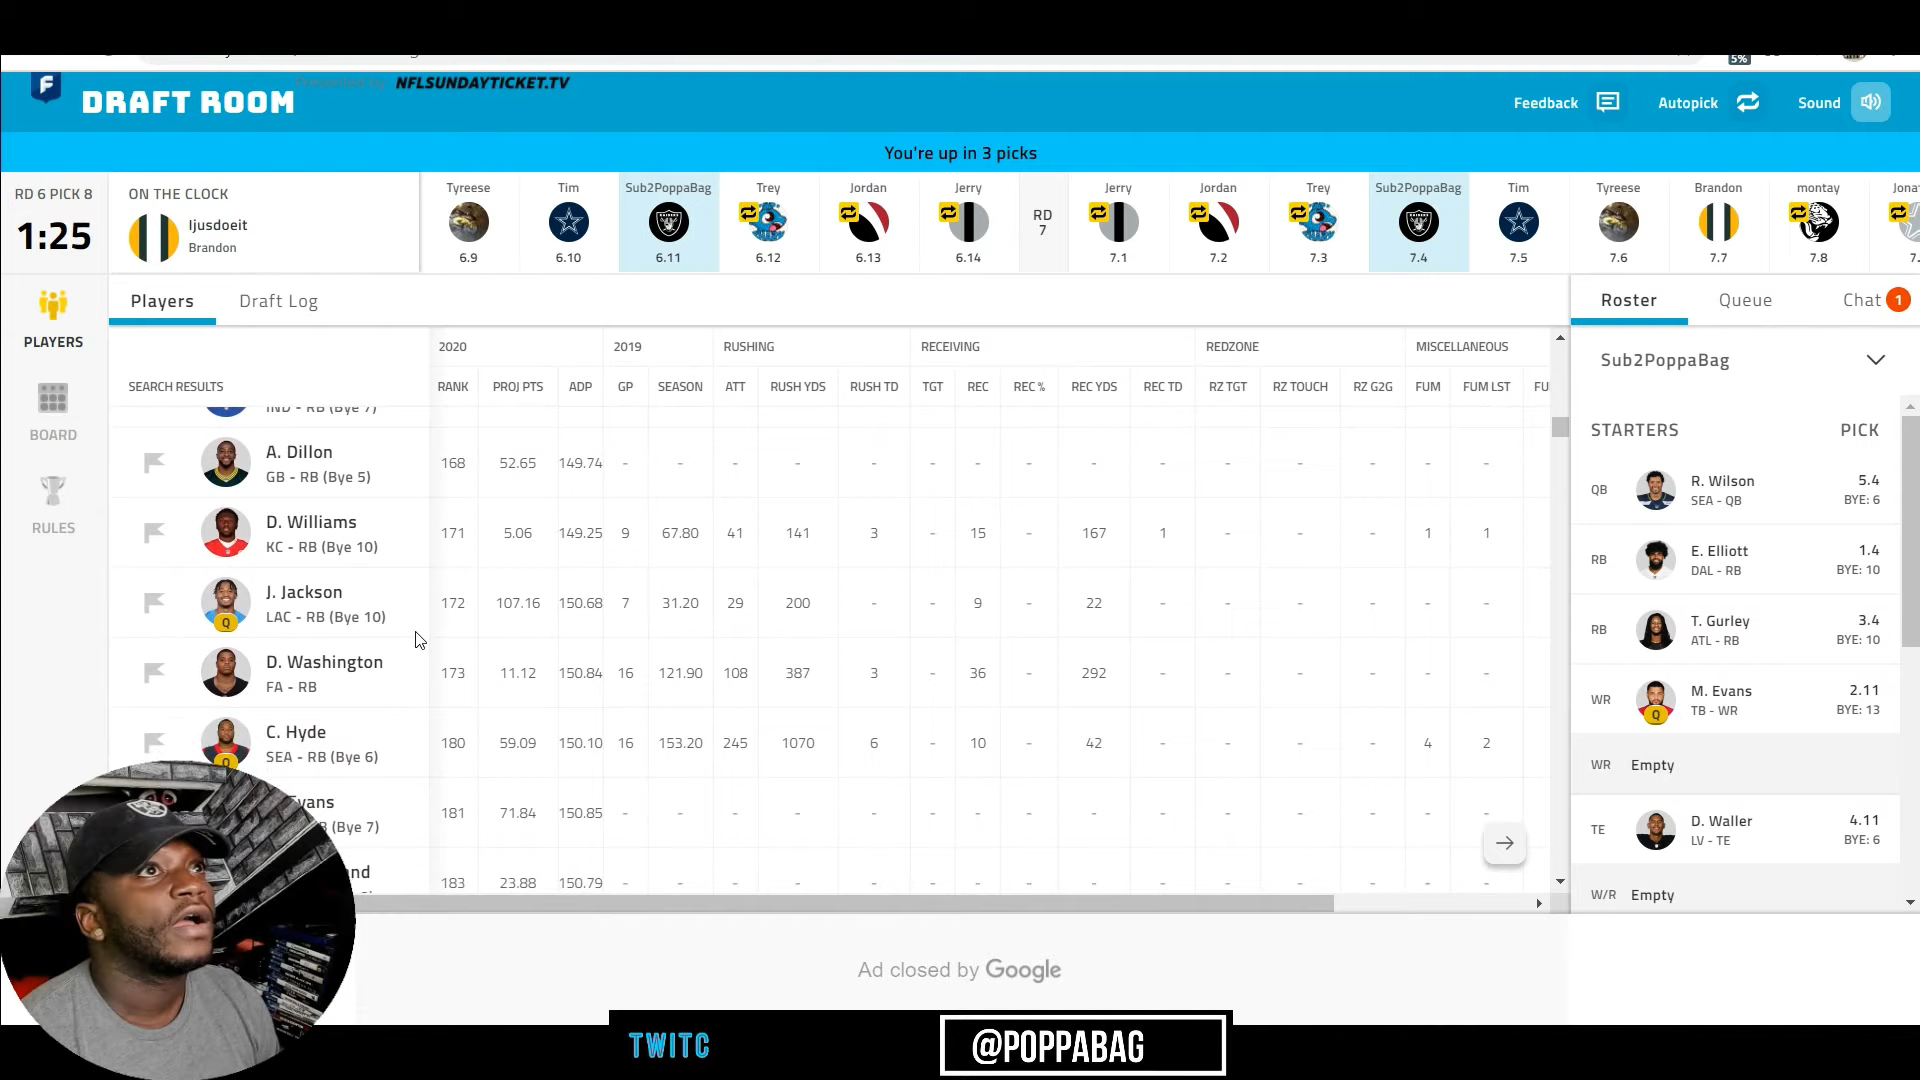 5%
DRAFT ROOM
NFLSUNDAYTICKET.TV
Feedback
Autopick
Sound
You're up in 3 picks
RD 6 PICK 8
1:25
ON THE CLOCK
ljusdoeit
Brandon
Tyreese Tim Sub2PoppaBag Trey Jordan Jerry RD 7 Jerry Jordan Trey Sub2PoppaBag Tim Tyreese Brandon montay Jona
6.9 6.10 6.11 6.12 6.13 6.14 7.1 7.2 7.3 7.4 7.5 7.6 7.7 7.8 7.
PLAYERS
BOARD
RULES
Players Draft Log
2020 2019 RUSHING RECEIVING REDZONE MISCELLANEOUS
SEARCH RESULTS RANK PROJ PTS ADP GP SEASON ATT RUSH YDS RUSH TD TGT REC REC % REC YDS REC TD RZ TGT RZ TOUCH RZ G2G FUM FUM LST FU
IND - RB (Bye 7)
A. Dillon
GB - RB (Bye 5)
168 52.65 149.74 - - - - - - - - - - - - - - -
D. Williams
KC - RB (Bye 10)
171 5.06 149.25 9 67.80 41 141 3 - 15 - 167 1 - - - 1 1
J. Jackson
LAC - RB (Bye 10)
Q
172 107.16 150.68 7 31.20 29 200 - - 9 - 22 - - - - - -
D. Washington
FA - RB
173 11.12 150.84 16 121.90 108 387 3 - 36 - 292 - - - - - -
C. Hyde
SEA - RB (Bye 6)
Q
180 59.09 150.10 16 153.20 245 1070 6 - 10 - 42 - - - - 4 2
vans
B (Bye 7)
181 71.84 150.85 - - - - - - - - - - - - - - -
nd
183 23.88 150.79 - - - - - - - - - - - - - - -
Roster Queue Chat 1
Sub2PoppaBag
STARTERS PICK
QB R. Wilson 5.4
SEA - QB BYE: 6
RB E. Elliott 1.4
DAL - RB BYE: 10
RB T. Gurley 3.4
ATL - RB BYE: 10
WR M. Evans 2.11
Q TB - WR BYE: 13
WR Empty
TE D. Waller 4.11
LV - TE BYE: 6
W/R Empty
Ad closed by Google
TWITC
@POPPABAG